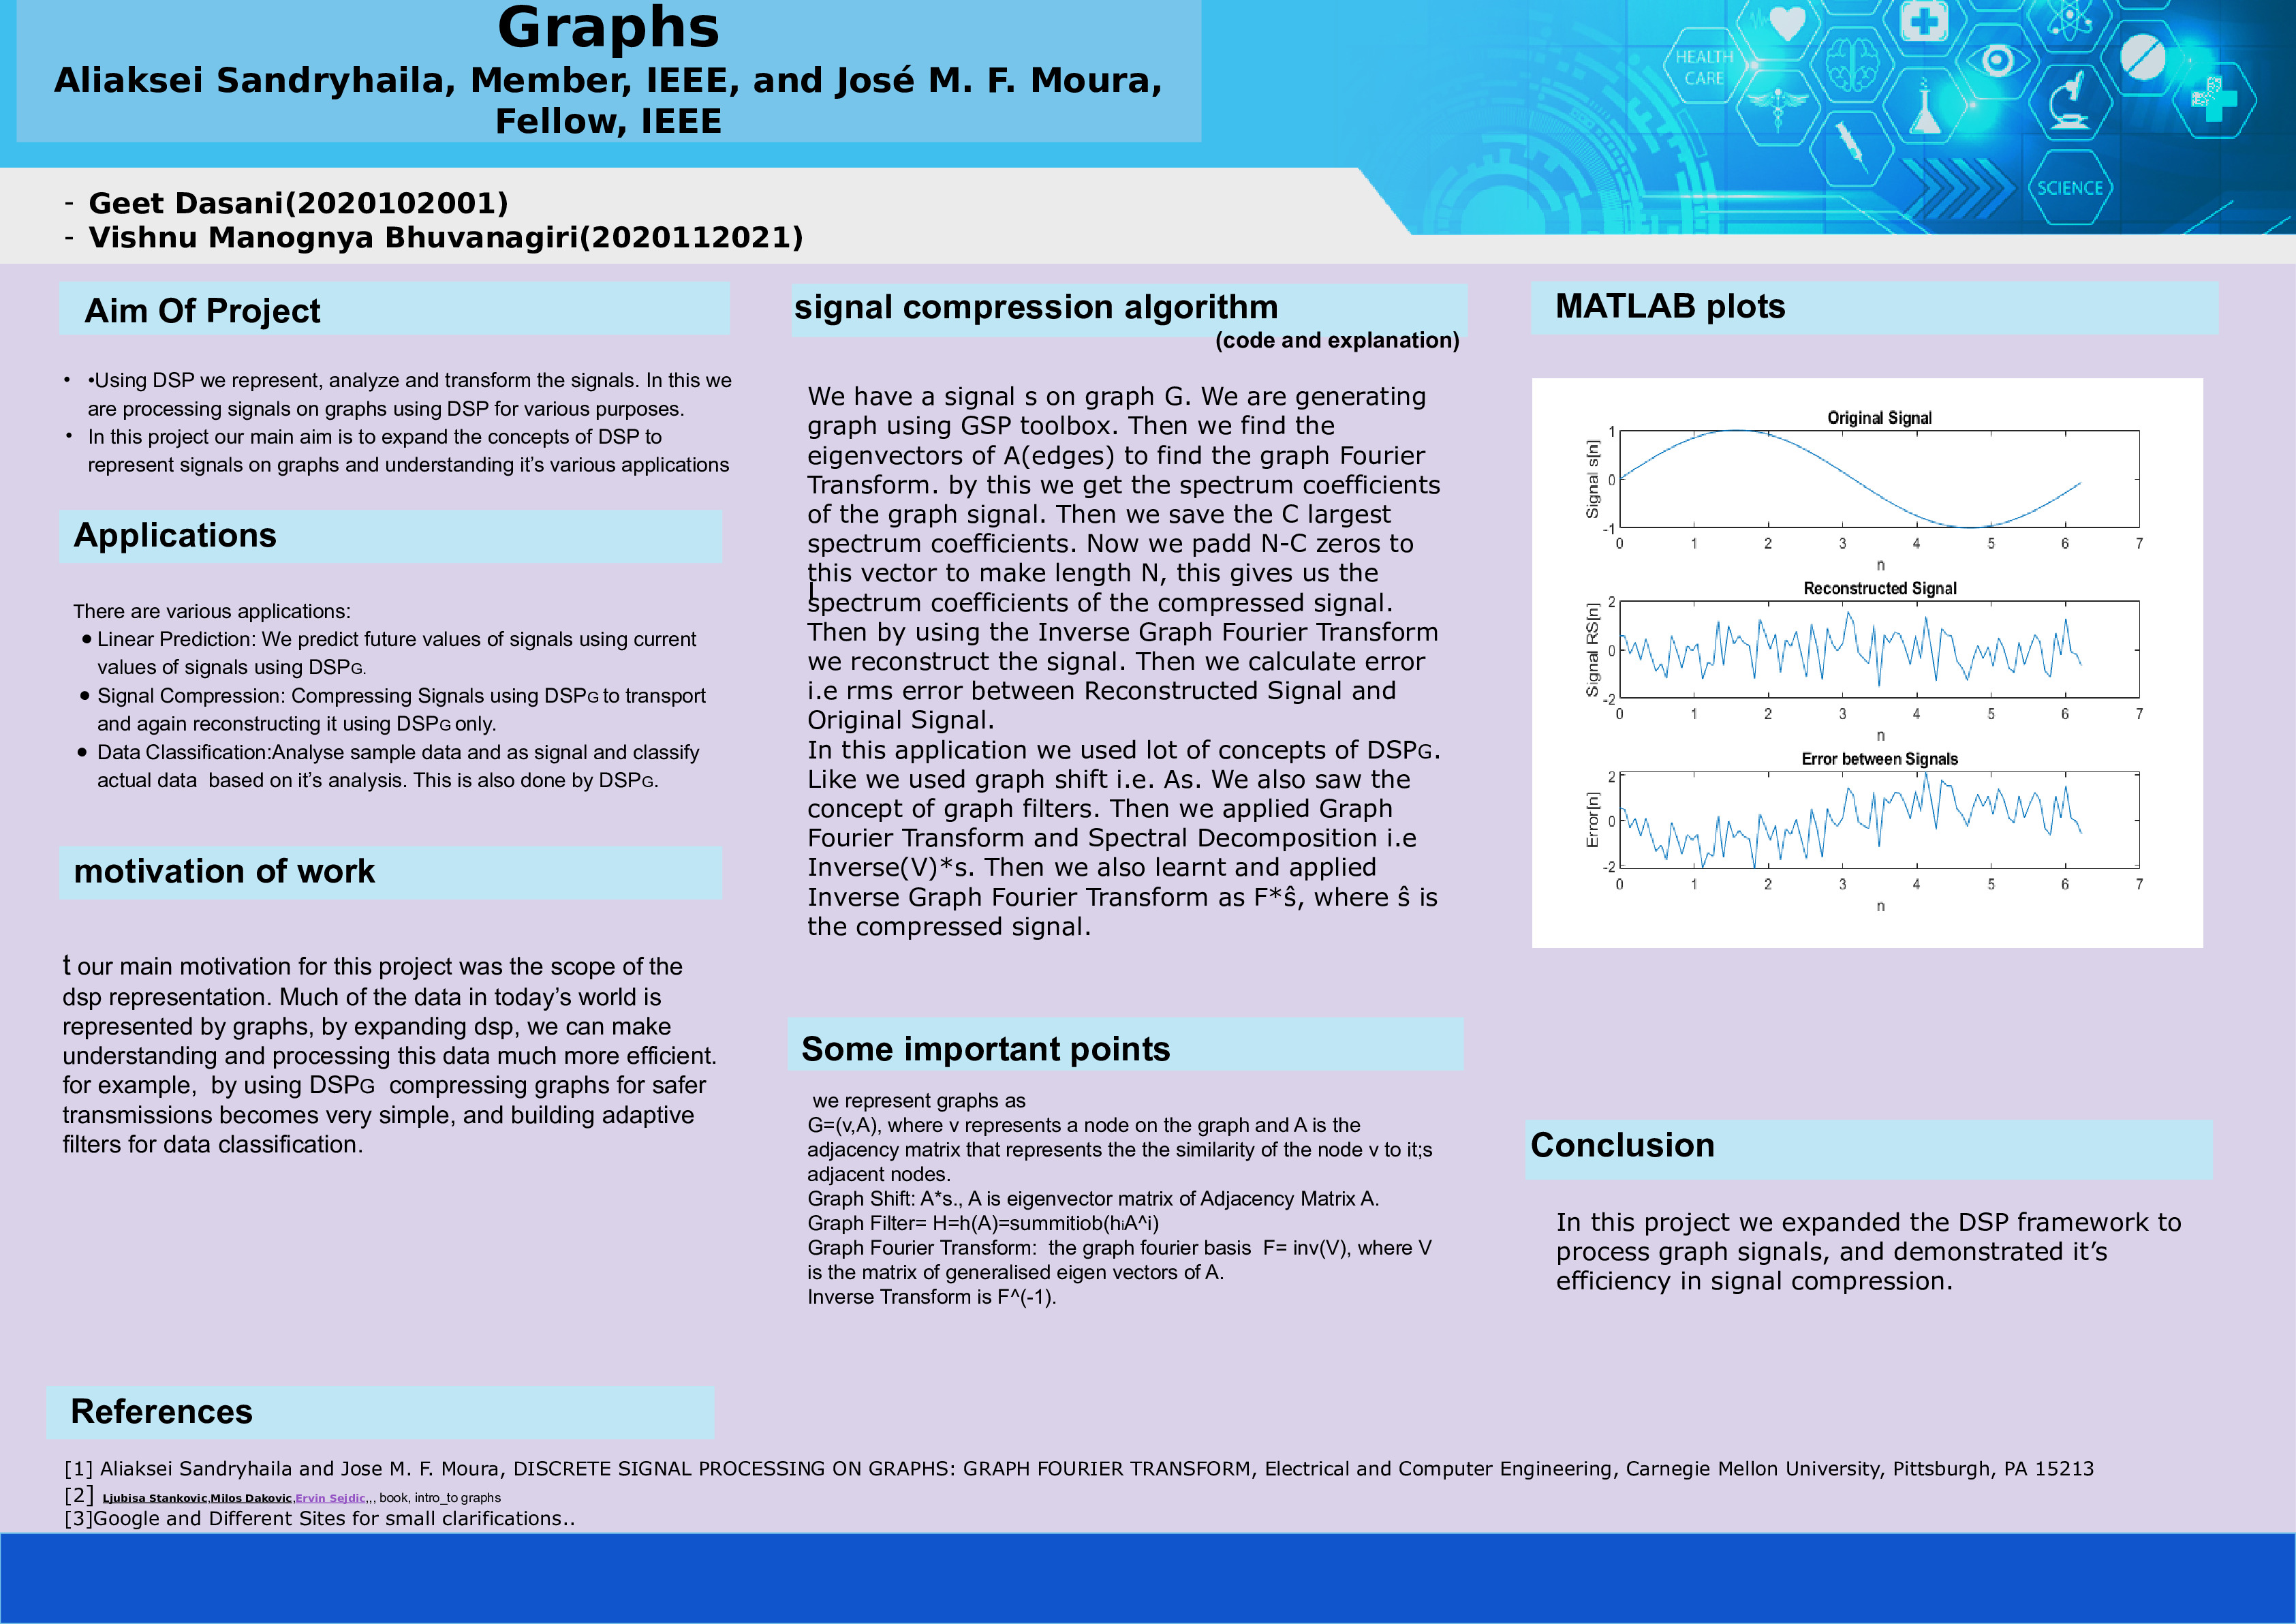 Graphs
Aliaksei Sandryhaila, Member, IEEE, and José M. F. Moura,
Fellow, IEEE
HEALTH
CARE
SCIENCE
- Geet Dasani(2020102001)
- Vishnu Manognya Bhuvanagiri(2020112021)
Aim Of Project
• •Using DSP we represent, analyze and transform the signals. In this we
are processing signals on graphs using DSP for various purposes.
• In this project our main aim is to expand the concepts of DSP to
represent signals on graphs and understanding it’s various applications
Applications
There are various applications:
● Linear Prediction: We predict future values of signals using current
values of signals using DSPG.
● Signal Compression: Compressing Signals using DSPG to transport
and again reconstructing it using DSPG only.
● Data Classification:Analyse sample data and as signal and classify
actual data  based on it’s analysis. This is also done by DSPG.
motivation of work
t our main motivation for this project was the scope of the
dsp representation. Much of the data in today’s world is
represented by graphs, by expanding dsp, we can make
understanding and processing this data much more efficient.
for example,  by using DSPG  compressing graphs for safer
transmissions becomes very simple, and building adaptive
filters for data classification.
signal compression algorithm
(code and explanation)
We have a signal s on graph G. We are generating
graph using GSP toolbox. Then we find the
eigenvectors of A(edges) to find the graph Fourier
Transform. by this we get the spectrum coefficients
of the graph signal. Then we save the C largest
spectrum coefficients. Now we padd N-C zeros to
this vector to make length N, this gives us the
spectrum coefficients of the compressed signal.
Then by using the Inverse Graph Fourier Transform
we reconstruct the signal. Then we calculate error
i.e rms error between Reconstructed Signal and
Original Signal.
In this application we used lot of concepts of DSPG.
Like we used graph shift i.e. As. We also saw the
concept of graph filters. Then we applied Graph
Fourier Transform and Spectral Decomposition i.e
Inverse(V)*s. Then we also learnt and applied
Inverse Graph Fourier Transform as F*ŝ, where ŝ is
the compressed signal.
Some important points
we represent graphs as
G=(v,A), where v represents a node on the graph and A is the
adjacency matrix that represents the the similarity of the node v to it;s
adjacent nodes.
Graph Shift: A*s., A is eigenvector matrix of Adjacency Matrix A.
Graph Filter= H=h(A)=summitiob(hiA^i)
Graph Fourier Transform:  the graph fourier basis  F= inv(V), where V
is the matrix of generalised eigen vectors of A.
Inverse Transform is F^(-1).
MATLAB plots
Original Signal
Signal s[n]
1
0
-1
0 1 2 3 4 5 6 7
n
Reconstructed Signal
Signal RS[n]
2
0
-2
0 1 2 3 4 5 6 7
n
Error between Signals
Error[n]
2
0
-2
0 1 2 3 4 5 6 7
n
Conclusion
In this project we expanded the DSP framework to
process graph signals, and demonstrated it’s
efficiency in signal compression.
References
[1] Aliaksei Sandryhaila and Jose M. F. Moura, DISCRETE SIGNAL PROCESSING ON GRAPHS: GRAPH FOURIER TRANSFORM, Electrical and Computer Engineering, Carnegie Mellon University, Pittsburgh, PA 15213
[2] Ljubisa Stankovic,Milos Dakovic,Ervin Sejdic,,, book, intro_to graphs
[3]Google and Different Sites for small clarifications..